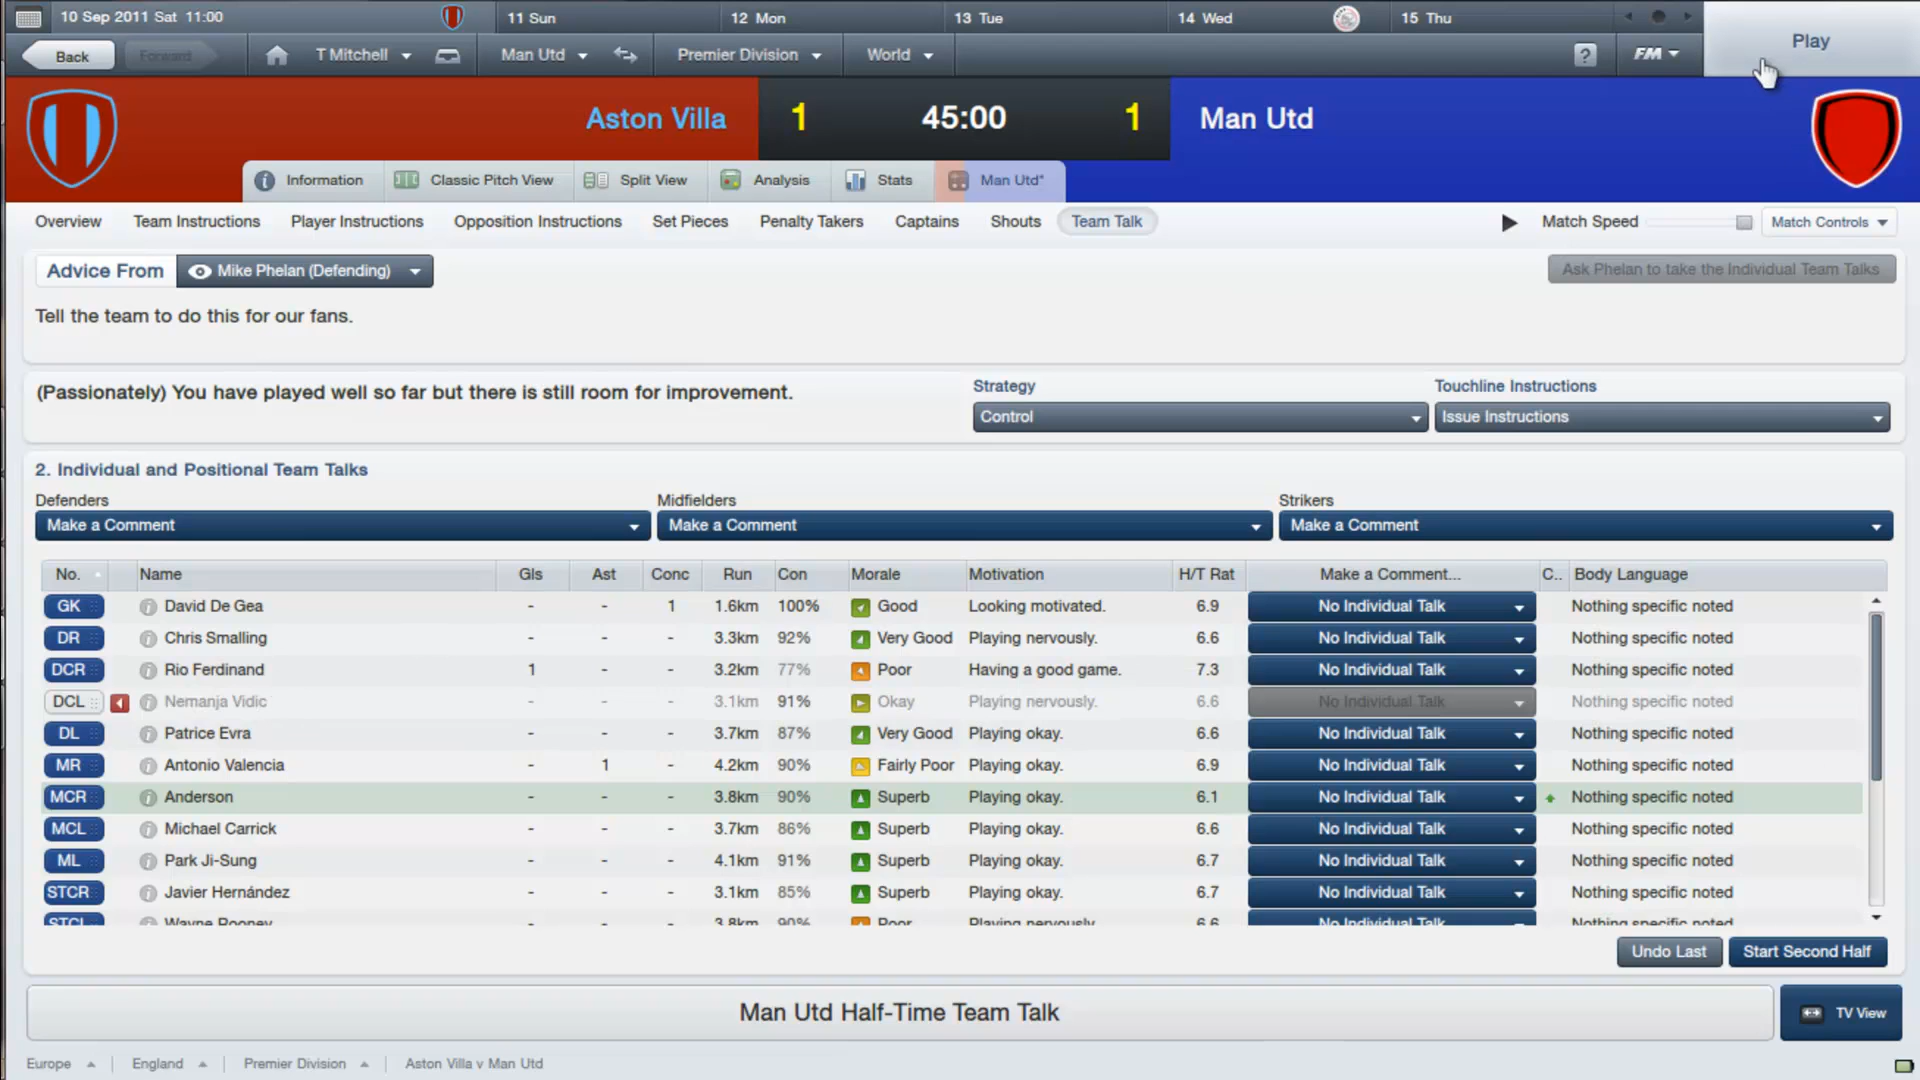 10 Sep 2011 Sat 11:00 11 Sun 12 Mon 13 Tue 14 Wed 15 Thu
Back Forward T Mitchell Man Utd Premier Division World ? FM Play
Aston Villa 1 45:00 1 Man Utd
Information Classic Pitch View Split View Analysis Stats Man Utd*
Overview Team Instructions Player Instructions Opposition Instructions Set Pieces Penalty Takers Captains Shouts Team Talk Match Speed Match Controls
Advice From Mike Phelan (Defending) Ask Phelan to take the Individual Team Talks
Tell the team to do this for our fans.
Strategy Touchline Instructions
(Passionately) You have played well so far but there is still room for improvement.
Control Issue Instructions
2. Individual and Positional Team Talks
Defenders Midfielders Strikers
Make a Comment Make a Comment Make a Comment
No. Name Gls Ast Conc Run Con Morale Motivation H/T Rat Make a Comment... C.. Body Language
GK David De Gea - - 1 1.6km 100% Good Looking motivated. 6.9 No Individual Talk Nothing specific noted
DR Chris Smalling - - - 3.3km 92% Very Good Playing nervously. 6.6 No Individual Talk Nothing specific noted
DCR Rio Ferdinand 1 - - 3.2km 77% Poor Having a good game. 7.3 No Individual Talk Nothing specific noted
DCL Nemanja Vidic - - - 3.1km 91% Okay Playing nervously. 6.6 No Individual Talk Nothing specific noted
DL Patrice Evra - - - 3.7km 87% Very Good Playing okay. 6.6 No Individual Talk Nothing specific noted
MR Antonio Valencia - 1 - 4.2km 90% Fairly Poor Playing okay. 6.9 No Individual Talk Nothing specific noted
MCR Anderson - - - 3.8km 90% Superb Playing okay. 6.1 No Individual Talk Nothing specific noted
MCL Michael Carrick - - - 3.7km 86% Superb Playing okay. 6.6 No Individual Talk Nothing specific noted
ML Park Ji-Sung - - - 4.1km 91% Superb Playing okay. 6.7 No Individual Talk Nothing specific noted
STCR Javier Hernández - - - 3.1km 85% Superb Playing okay. 6.7 No Individual Talk Nothing specific noted
STCL Wayne Rooney - - - 3.8km 90% Poor Playing nervously. 6.6 No Individual Talk Nothing specific noted
Undo Last Start Second Half
Man Utd Half-Time Team Talk TV View
Europe England Premier Division Aston Villa v Man Utd